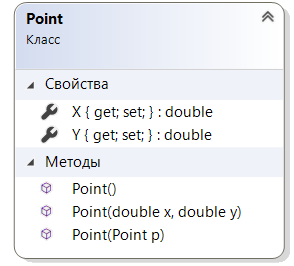 Point
Класс
Свойства
X { get; set; } : double
Y { get; set; } : double
Методы
Point()
Point(double x, double y)
Point(Point p)